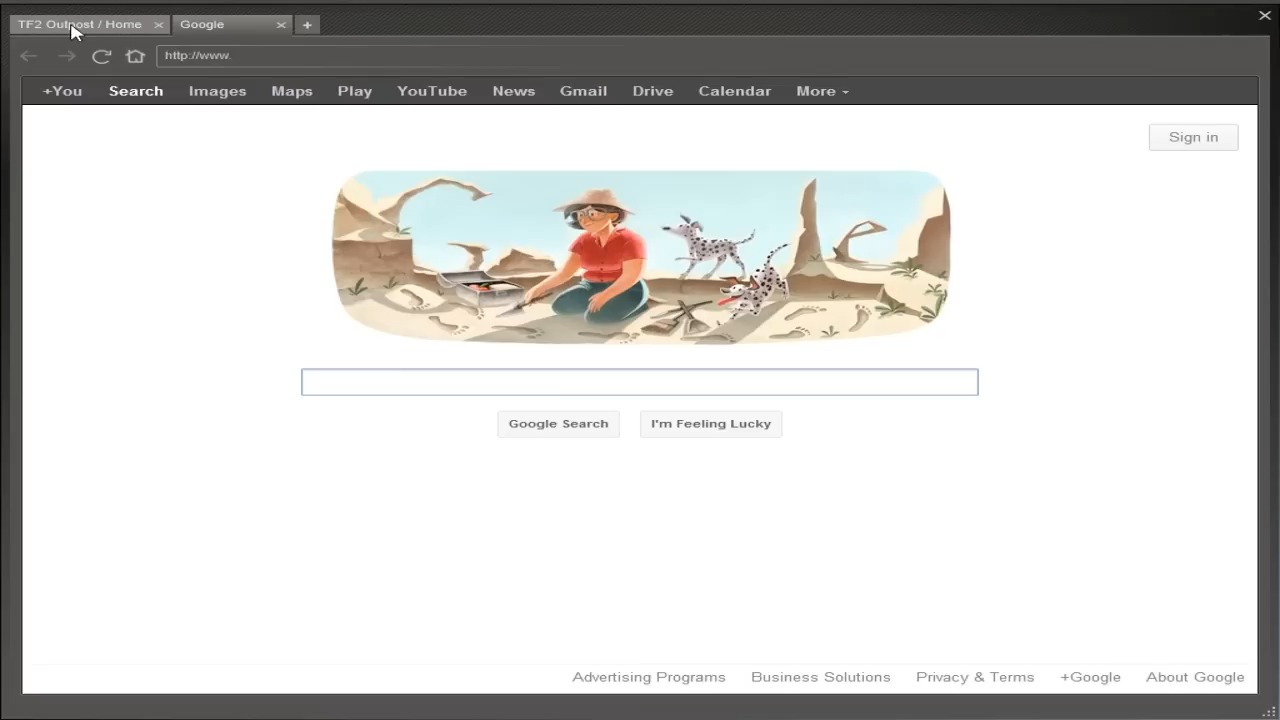 TF2 Outpost / Home
Google
http://www.
+You Search Images Maps Play YouTube News Gmail Drive Calendar More
Sign in
Google Search I'm Feeling Lucky
Advertising Programs Business Solutions Privacy & Terms +Google About Google